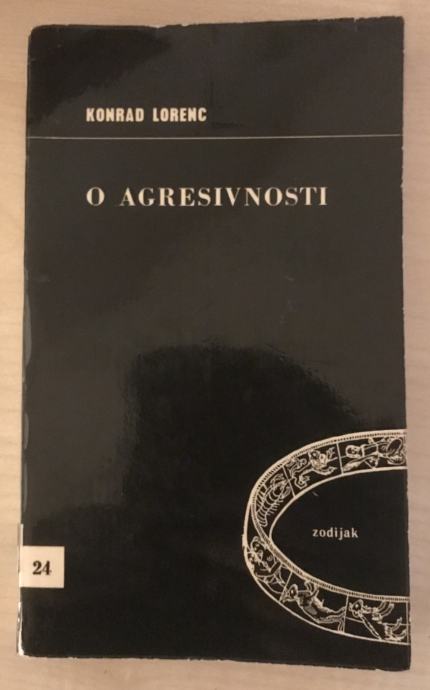 KONRAD LORENC
O AGRESIVNOSTI
zodijak
24